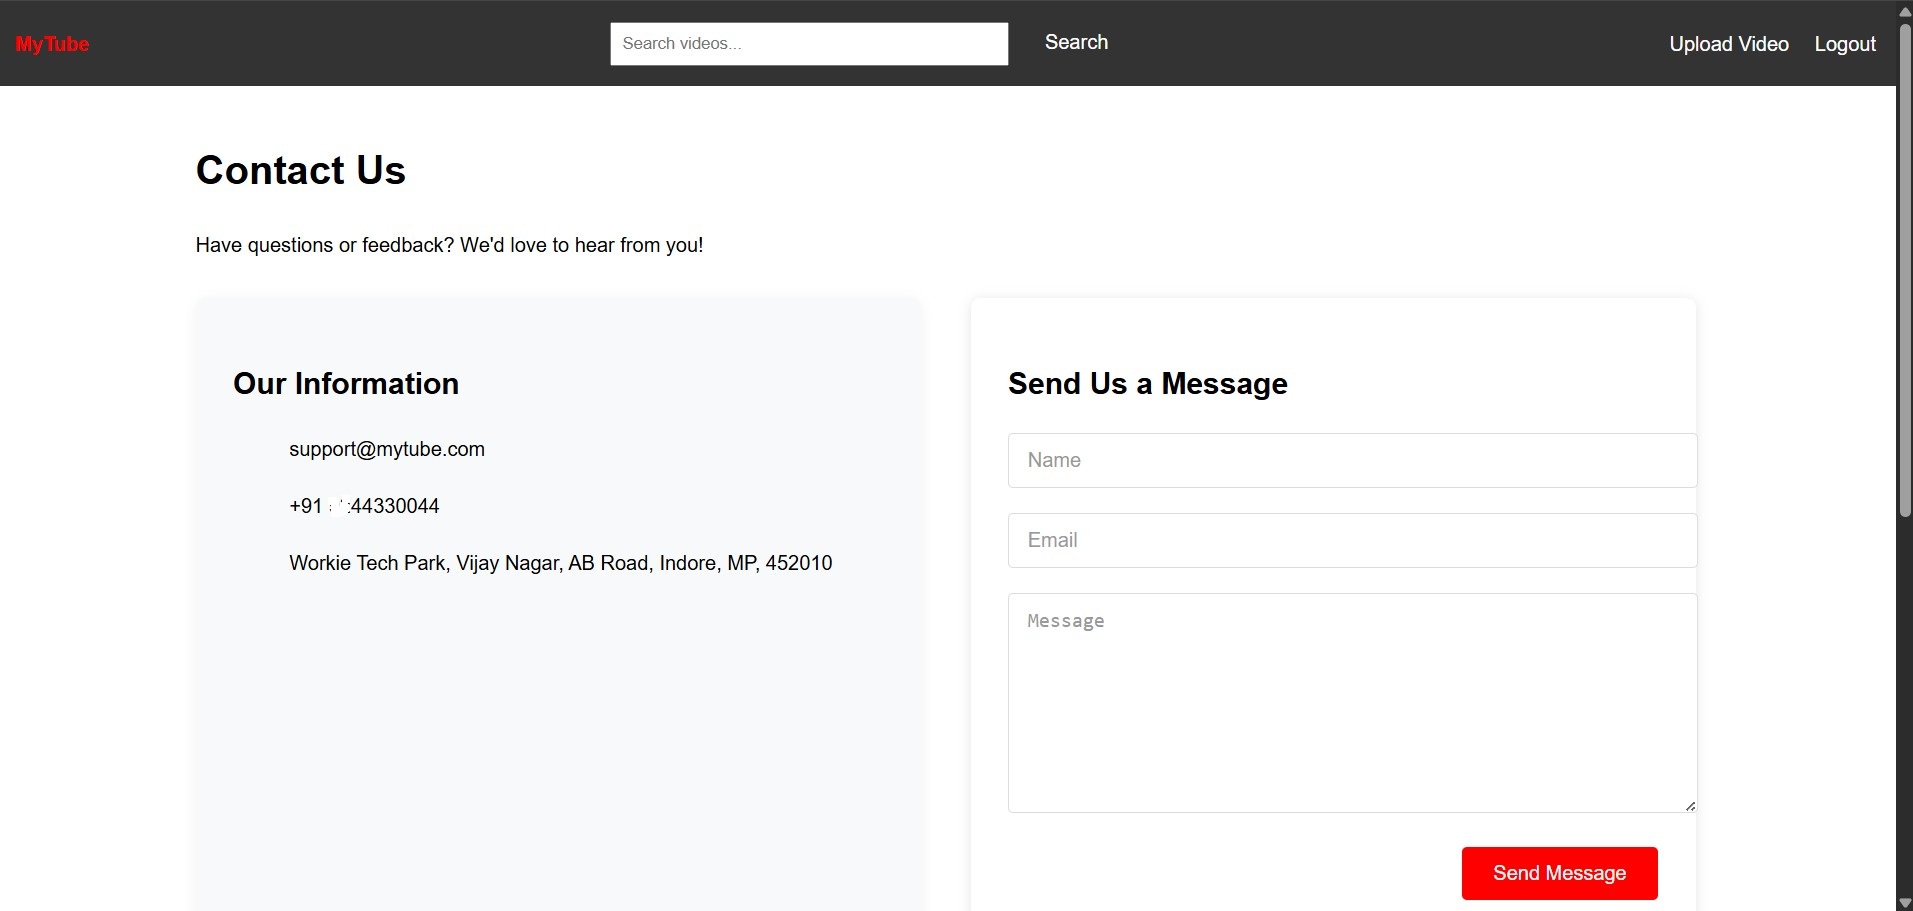 MyTube
Search videos...
Search
Upload Video
Logout
Contact Us
Have questions or feedback? We'd love to hear from you!
Our Information
support@mytube.com
+91 44330044
Workie Tech Park, Vijay Nagar, AB Road, Indore, MP, 452010
Send Us a Message
Name
Email
Message
Send Message